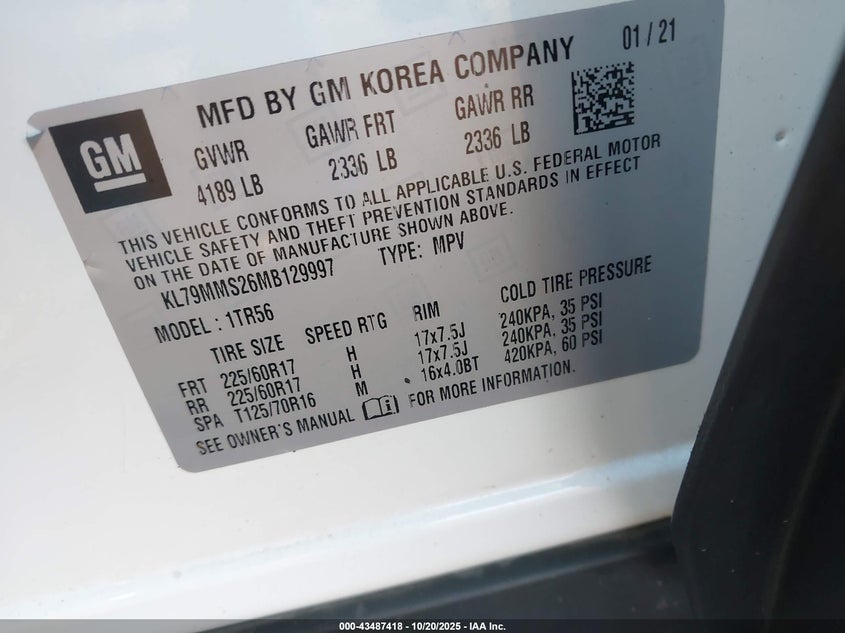 GM
MFD BY GM KOREA COMPANY 01 / 21
GVWR GAWR FRT GAWR RR
4189 LB 2336 LB 2336 LB
THIS VEHICLE CONFORMS TO ALL APPLICABLE U.S. FEDERAL MOTOR
VEHICLE SAFETY AND THEFT PREVENTION STANDARDS IN EFFECT
ON THE DATE OF MANUFACTURE SHOWN ABOVE.
KL79MMS26MB129997 TYPE: MPV
MODEL : 1TR56
TIRE SIZE SPEED RTG RIM COLD TIRE PRESSURE
FRT 225/60R17 H 17x7.5J 240KPA, 35 PSI
RR 225/60R17 H 17x7.5J 240KPA, 35 PSI
SPA T125/70R16 M 16x4.0BT 420KPA, 60 PSI
SEE OWNER'S MANUAL FOR MORE INFORMATION.
000-43487418 | 10/20/2025 - IAA Inc.